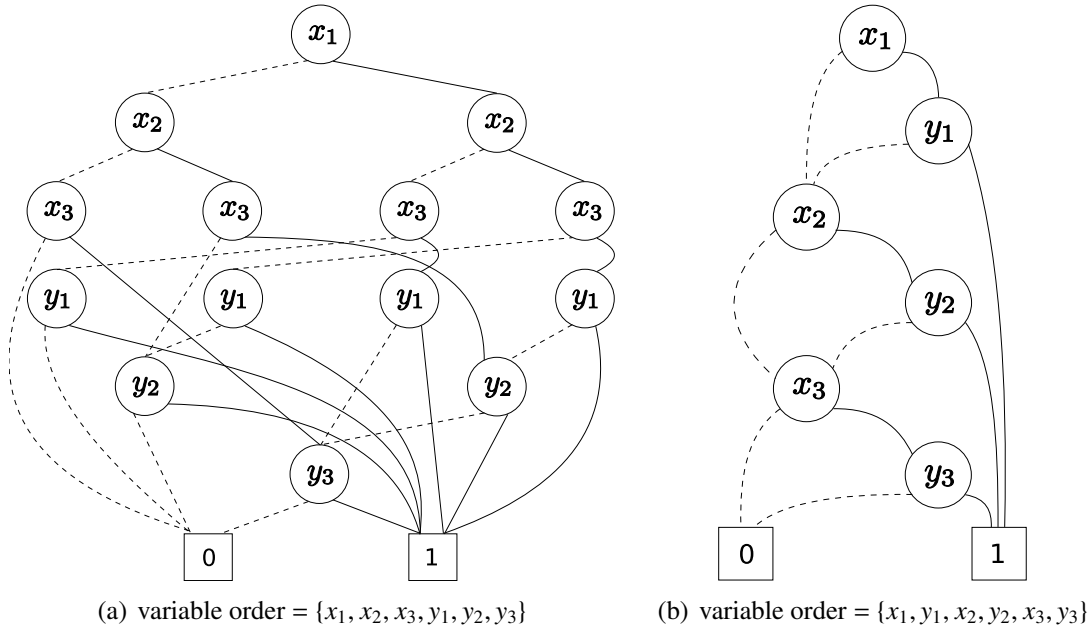 x₁
x₂ x₂
x₃ x₃ x₃ x₃
y₁ y₁ y₁ y₁
y₂ y₂
y₃
0 1
(a) variable order = {x₁, x₂, x₃, y₁, y₂, y₃}
x₁
y₁
x₂
y₂
x₃
y₃
0 1
(b) variable order = {x₁, y₁, x₂, y₂, x₃, y₃}